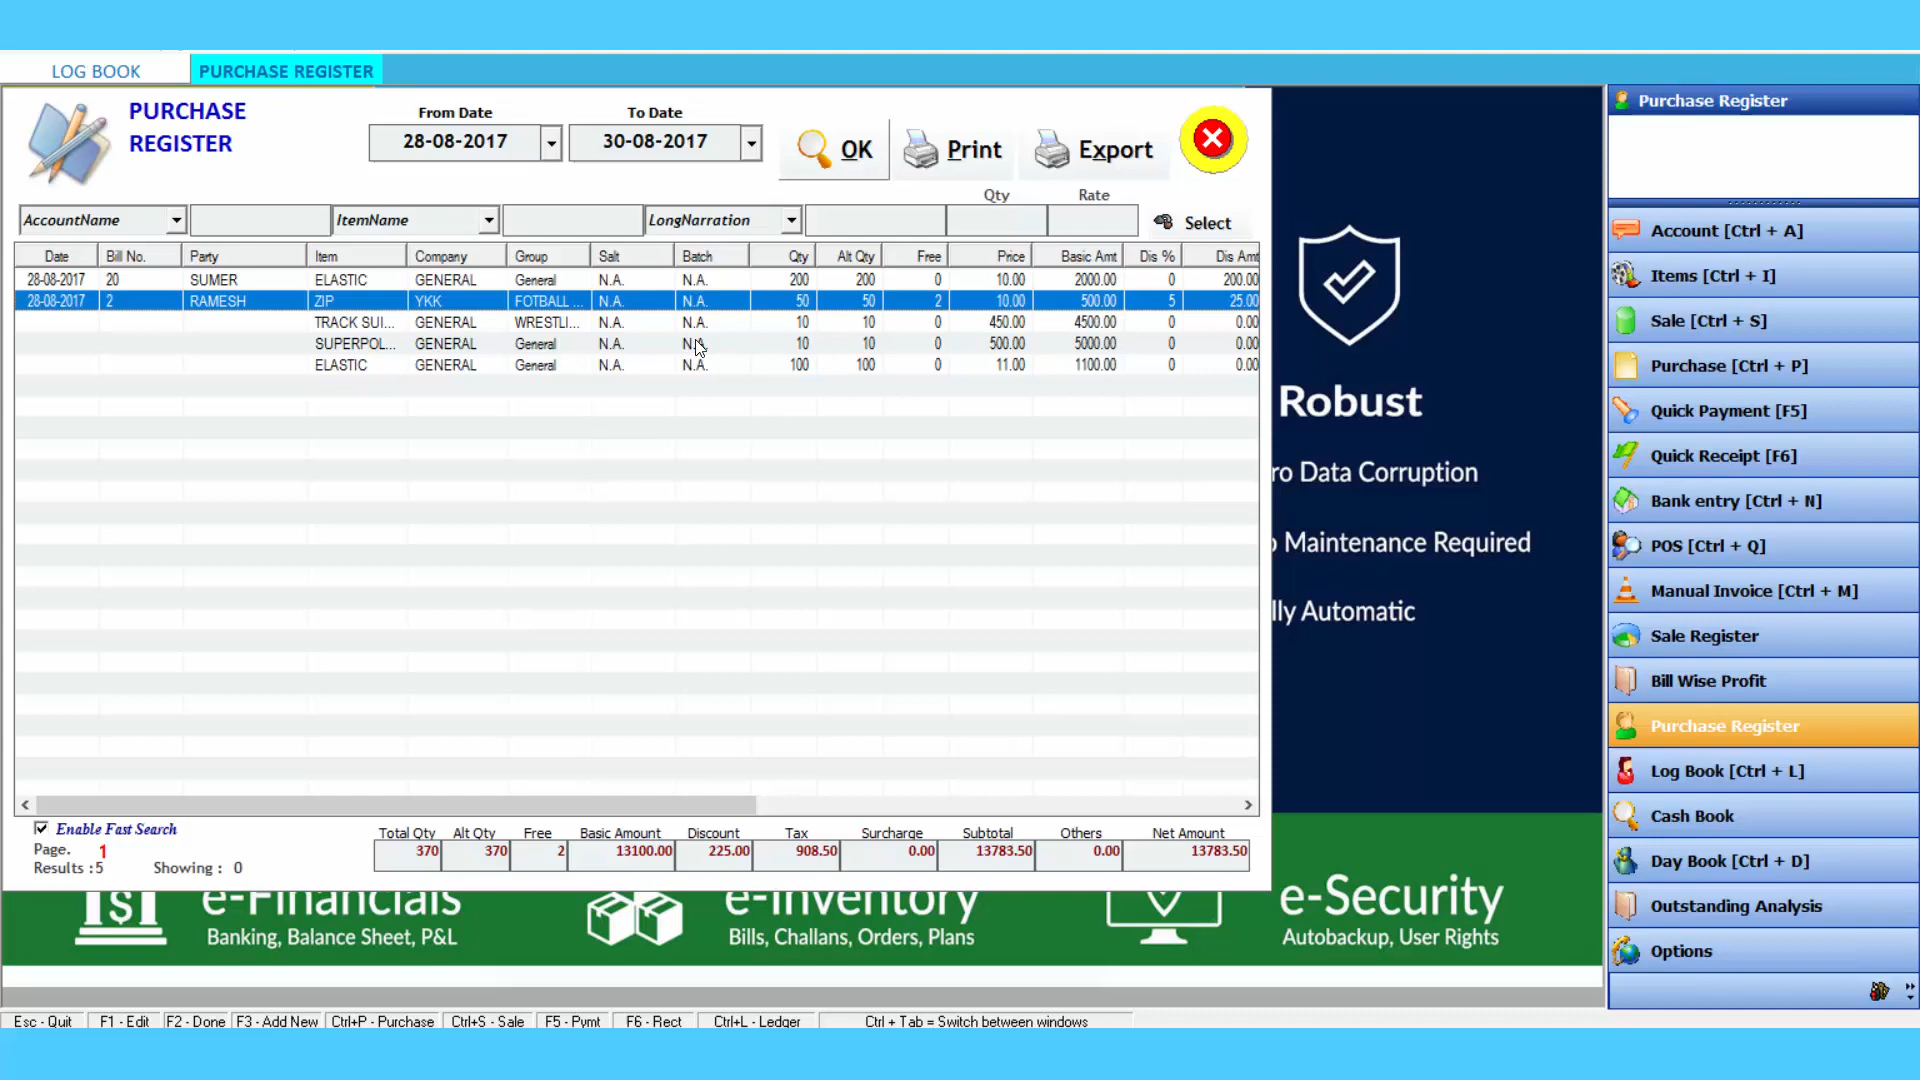 LOG BOOK
PURCHASE REGISTER
PURCHASE
REGISTER
From Date
To Date
28-08-2017
30-08-2017
OK
Print
Export
Qty
Rate
AccountName
ItemName
LongNarration
Select
Date Bill No. Party Item Company Group Salt Batch Qty Alt Qty Free Price Basic Amt Dis % Dis Amt
28-08-2017 20 SUMER ELASTIC GENERAL General N.A. N.A. 200 200 0 10.00 2000.00 0 200.00
28-08-2017 2 RAMESH ZIP YKK FOTBALL ... N.A. N.A. 50 50 2 10.00 500.00 5 25.00
TRACK SUI... GENERAL WRESTLI... N.A. N.A. 10 10 0 450.00 4500.00 0 0.00
SUPERPOL... GENERAL General N.A. N.A. 10 10 0 500.00 5000.00 0 0.00
ELASTIC GENERAL General N.A. N.A. 100 100 0 11.00 1100.00 0 0.00
Enable Fast Search
Page. 1
Results :5 Showing : 0
Total Qty Alt Qty Free Basic Amount Discount Tax Surcharge Subtotal Others Net Amount
370 370 2 13100.00 225.00 908.50 0.00 13783.50 0.00 13783.50
Robust
Data Corruption
Maintenance Required
Automatic
e-Financials
Banking, Balance Sheet, P&L
e-Inventory
Bills, Challans, Orders, Plans
e-Security
Autobackup, User Rights
Purchase Register
Account [Ctrl + A]
Items [Ctrl + I]
Sale [Ctrl + S]
Purchase [Ctrl + P]
Quick Payment [F5]
Quick Receipt [F6]
Bank entry [Ctrl + N]
POS [Ctrl + Q]
Manual Invoice [Ctrl + M]
Sale Register
Bill Wise Profit
Purchase Register
Log Book [Ctrl + L]
Cash Book
Day Book [Ctrl + D]
Outstanding Analysis
Options
Esc - Quit F1 - Edit F2 - Done F3 - Add New Ctrl+P - Purchase Ctrl+S - Sale F5 - Pymt F6 - Rect Ctrl+L - Ledger Ctrl + Tab = Switch between windows